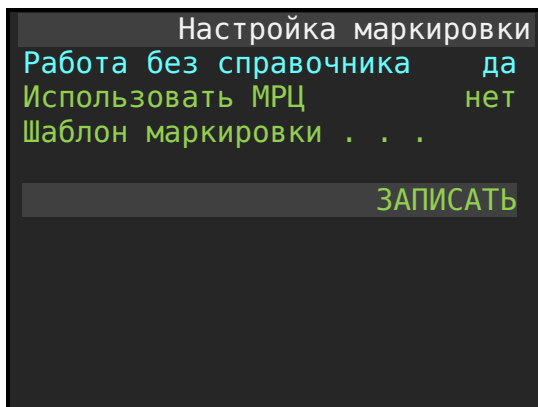 Настройка маркировки
Работа без справочника да
Использовать МРЦ нет
Шаблон маркировки . . .
ЗАПИСАТЬ